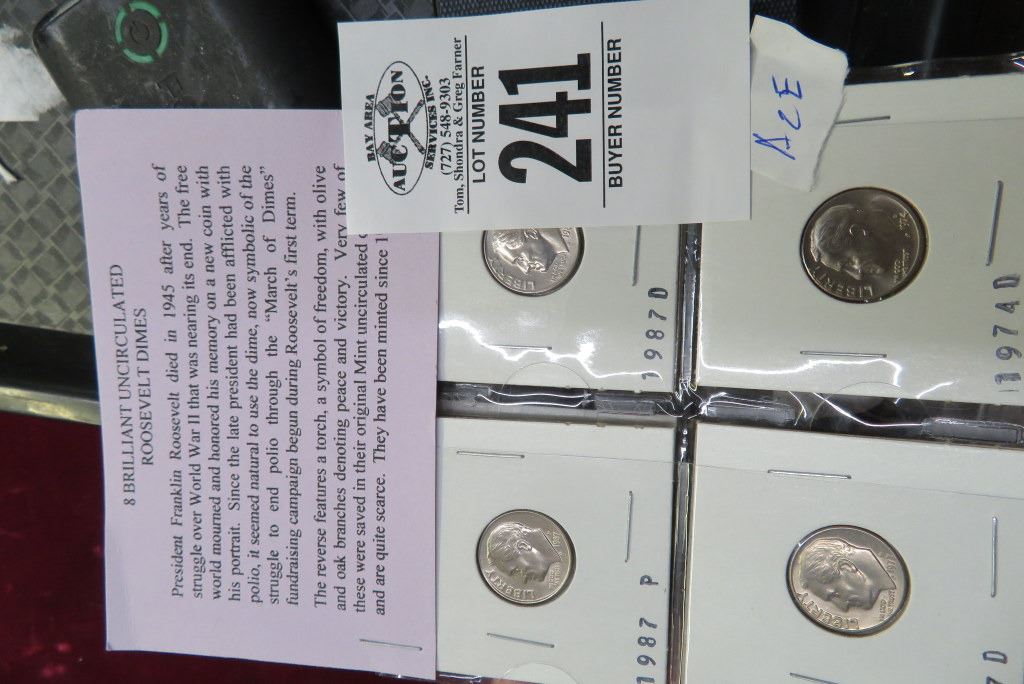 8 BRILLIANT UNCIRCULATED
ROOSEVELT DIMES
President Franklin Roosevelt died in 1945 after years of
struggle over World War II that was nearing its end. The free
world mourned and honored his memory on a new coin with
his portrait. Since the late president had been afflicted with
polio, it seemed natural to use the dime, now symbolic of the
struggle to end polio through the "March of Dimes"
fundraising campaign begun during Roosevelt's first term.
The reverse features a torch, a symbol of freedom, with olive
and oak branches denoting peace and victory. Very few of
these were saved in their original Mint uncirculated
and are quite scarce. They have been minted since
BAY AREA
AUCTION
SERVICES INC.
(727) 548-9303
Tom, Shondra & Greg Farner
LOT NUMBER
241
BUYER NUMBER
A2E
LIBERTY
1987 D
LIBERTY
1974 D
LIBERTY
1987 P
LIBERTY
D